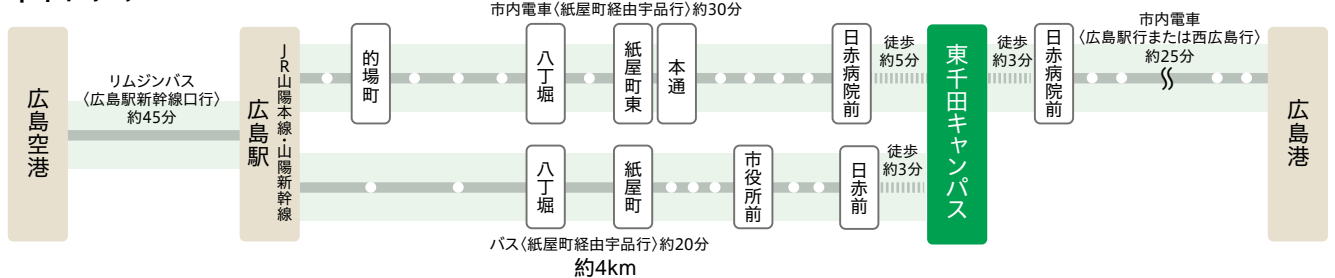 市内電車〈紙屋町経由宇品行〉約30分
広島空港
リムジンバス
〈広島駅新幹線口行〉
約45分
広島駅
JR山陽本線・山陽新幹線
的場町
八丁堀
紙屋町東
本通
日赤病院前
徒歩
約5分
八丁堀
紙屋町
市役所前
日赤前
徒歩
約3分
バス〈紙屋町経由宇品行〉約20分
約4km
東千田キャンパス
徒歩
約3分
日赤病院前
市内電車
〈広島駅行または西広島行〉
約25分
広島港